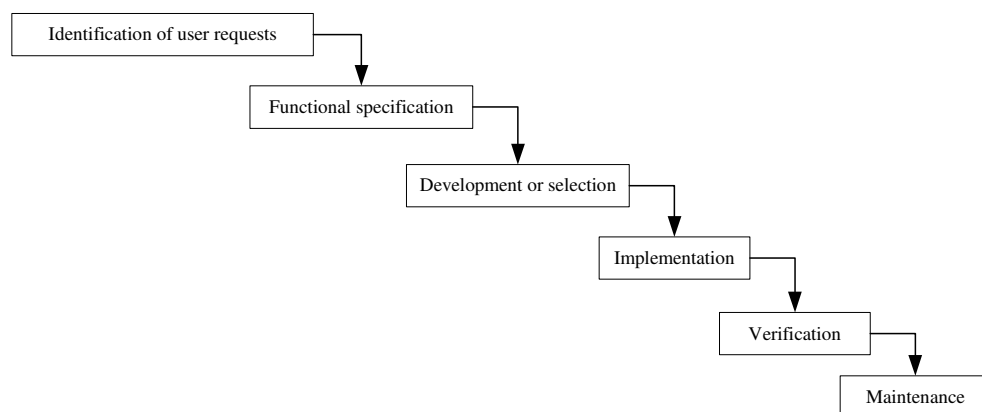 Identification of user requests
Functional specification
Development or selection
Implementation
Verification
Maintenance